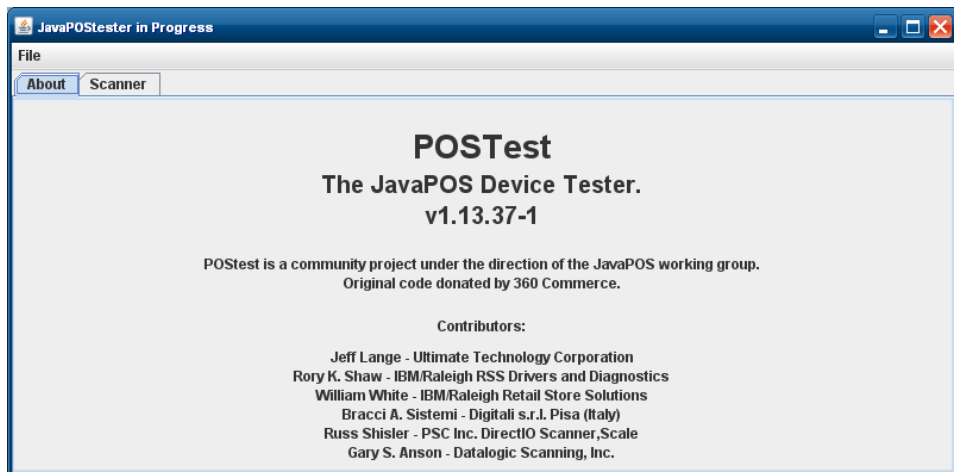 JavaPOStester in Progress
File
About Scanner
POSTest
The JavaPOS Device Tester.
v1.13.37-1
POStest is a community project under the direction of the JavaPOS working group.
Original code donated by 360 Commerce.
Contributors:
Jeff Lange - Ultimate Technology Corporation
Rory K. Shaw - IBM/Raleigh RSS Drivers and Diagnostics
William White - IBM/Raleigh Retail Store Solutions
Bracci A. Sistemi - Digitali s.r.l. Pisa (Italy)
Russ Shisler - PSC Inc. DirectIO Scanner,Scale
Gary S. Anson - Datalogic Scanning, Inc.